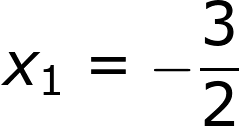 x₁ = −3/2